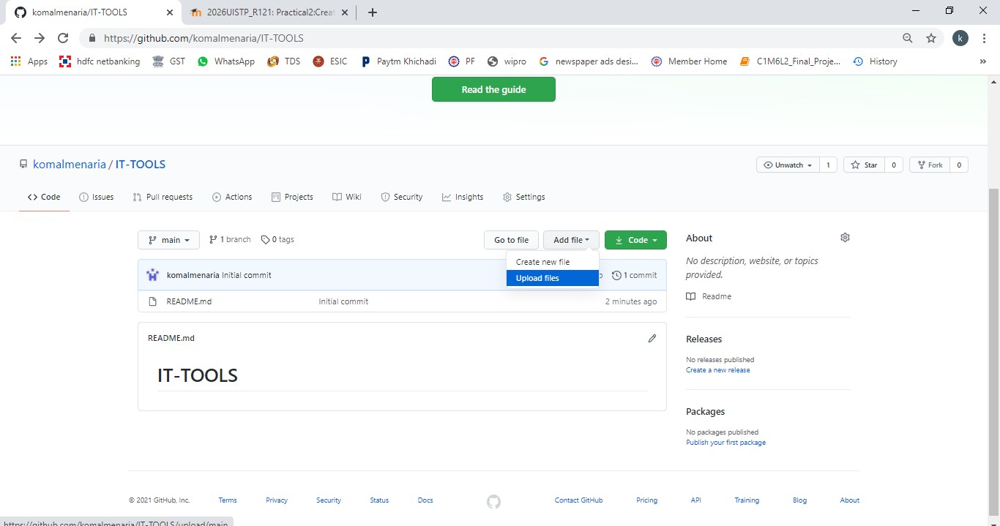 komalmenaria/IT-TOOLS
2026UISTP_R121: Practical2:Creat
https://github.com/komalmenaria/IT-TOOLS
k
Apps hdfc netbanking GST WhatsApp TDS ESIC Paytm Khichadi PF wipro newspaper ads desi... Member Home C1M6L2_Final_Proje... History »
Read the guide
komalmenaria / IT-TOOLS
Unwatch 1 Star 0 Fork 0
<> Code Issues Pull requests Actions Projects Wiki Security Insights Settings
main 1 branch 0 tags
Go to file Add file Code
Create new file
Upload files
komalmenaria Initial commit
1 commit
README.md Initial commit 2 minutes ago
README.md
IT-TOOLS
About
No description, website, or topics
provided.
Readme
Releases
No releases published
Create a new release
Packages
No packages published
Publish your first package
© 2021 GitHub, Inc. Terms Privacy Security Status Docs Contact GitHub Pricing API Training Blog About
https://github.com/komalmenaria/IT-TOOLS/upload/main